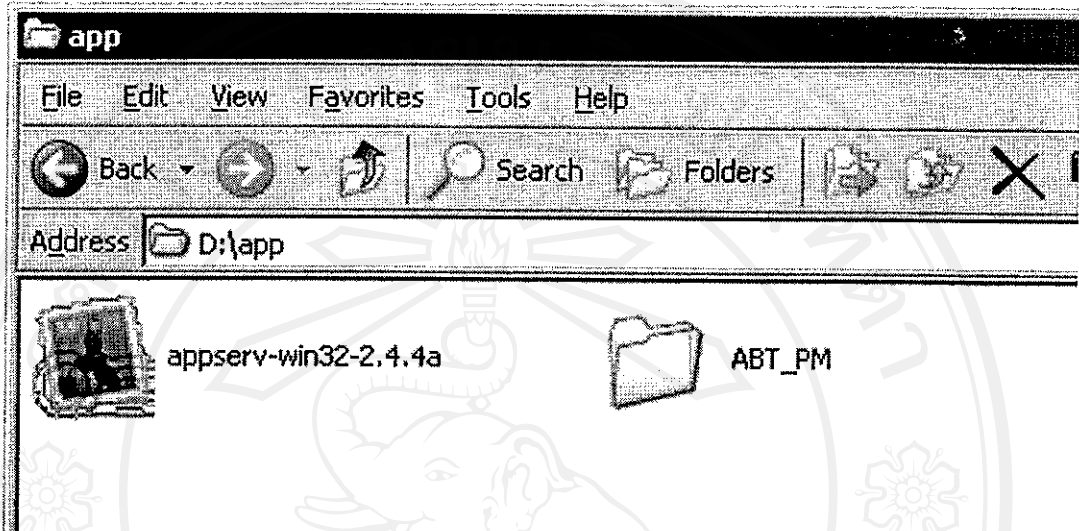 app
File Edit View Favorites Tools Help
Back Search Folders
Address D:\app
appserv-win32-2.4.4a ABT_PM